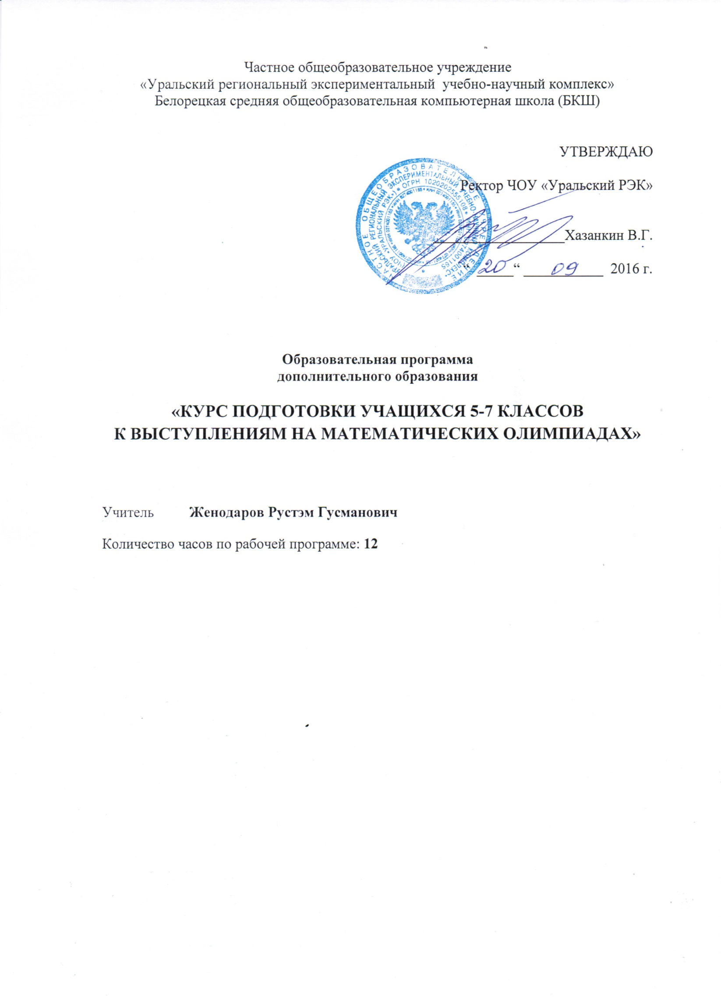 Частное общеобразовательное учреждение
«Уральский региональный экспериментальный учебно-научный комплекс»
Белорецкая средняя общеобразовательная компьютерная школа (БКШ)
УТВЕРЖДАЮ
Ректор ЧОУ «Уральский РЭК»
Хазанкин В.Г.
“ 20 “ 09 2016 г.
ЧАСТНОЕ ОБЩЕОБРАЗОВАТЕЛЬНОЕ УЧРЕЖДЕНИЕ
УРАЛЬСКИЙ РЕГИОНАЛЬНЫЙ ЭКСПЕРИМЕНТАЛЬНЫЙ УЧЕБНО-НАУЧНЫЙ КОМПЛЕКС
(ЧОУ «УРАЛЬСКИЙ РЭК») * ОГРН 1020202555108 * ИНН 0274001165
Образовательная программа
дополнительного образования
«КУРС ПОДГОТОВКИ УЧАЩИХСЯ 5-7 КЛАССОВ
К ВЫСТУПЛЕНИЯМ НА МАТЕМАТИЧЕСКИХ ОЛИМПИАДАХ»
Учитель Женодаров Рустэм Гусманович
Количество часов по рабочей программе: 12